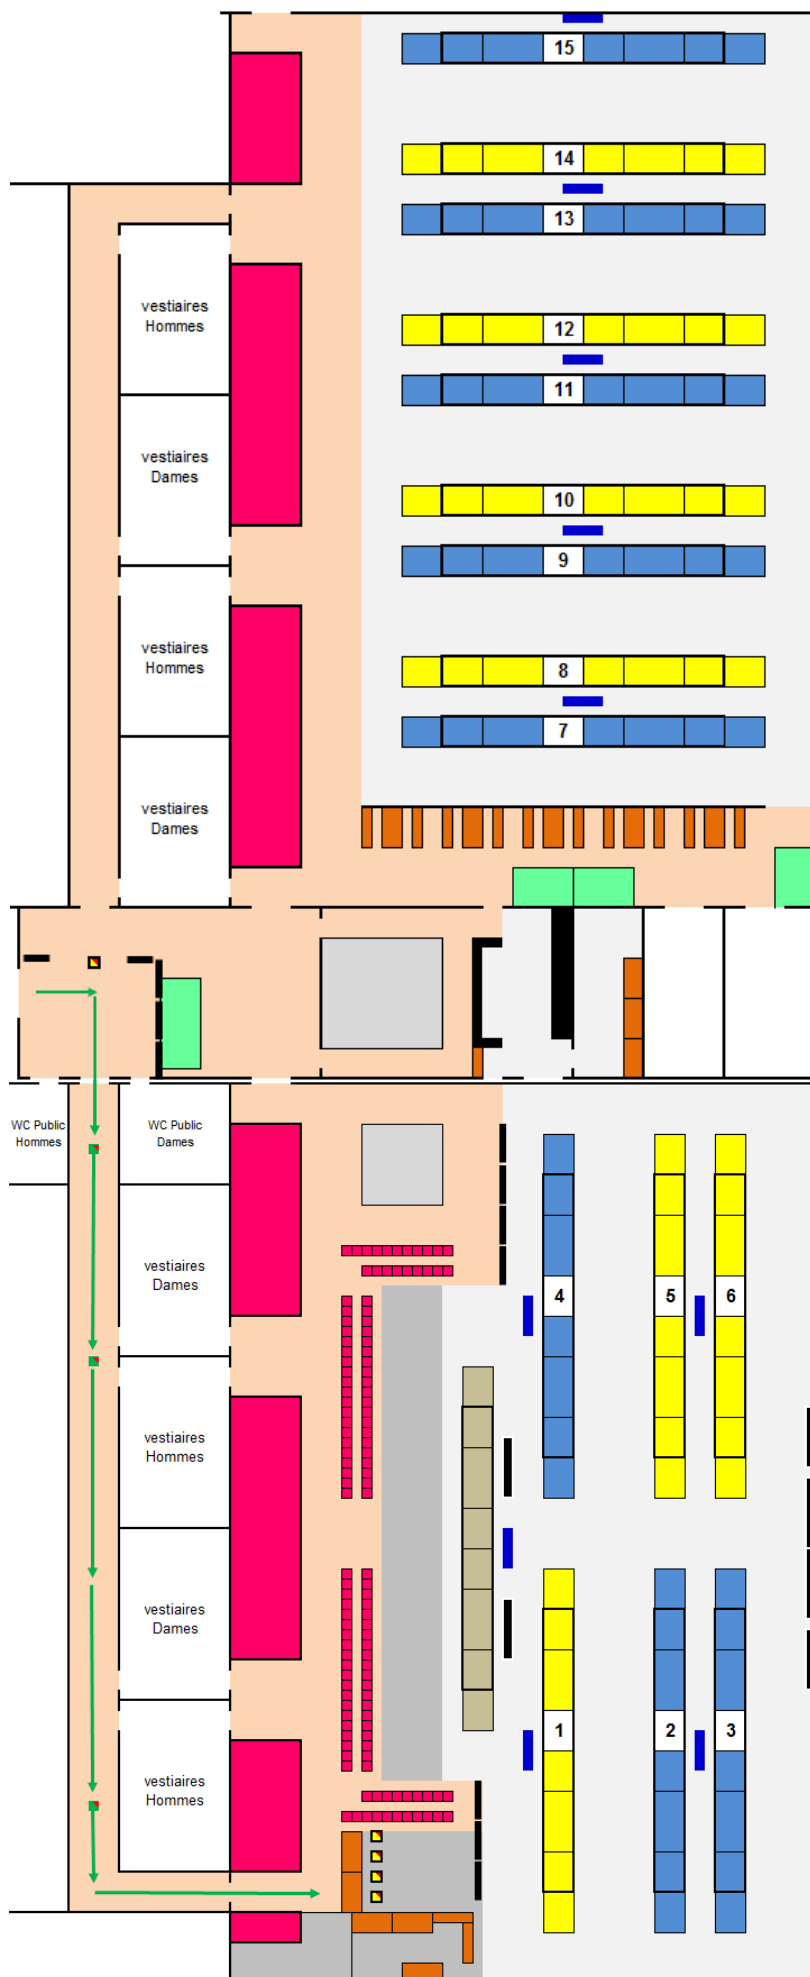 15
14
13
vestiaires
Hommes
12
11
vestiaires
Dames
10
9
vestiaires
Hommes
8
7
vestiaires
Dames
WC Public
Hommes
WC Public
Dames
vestiaires
Dames
4
5
6
vestiaires
Hommes
vestiaires
Dames
1
2
3
vestiaires
Hommes